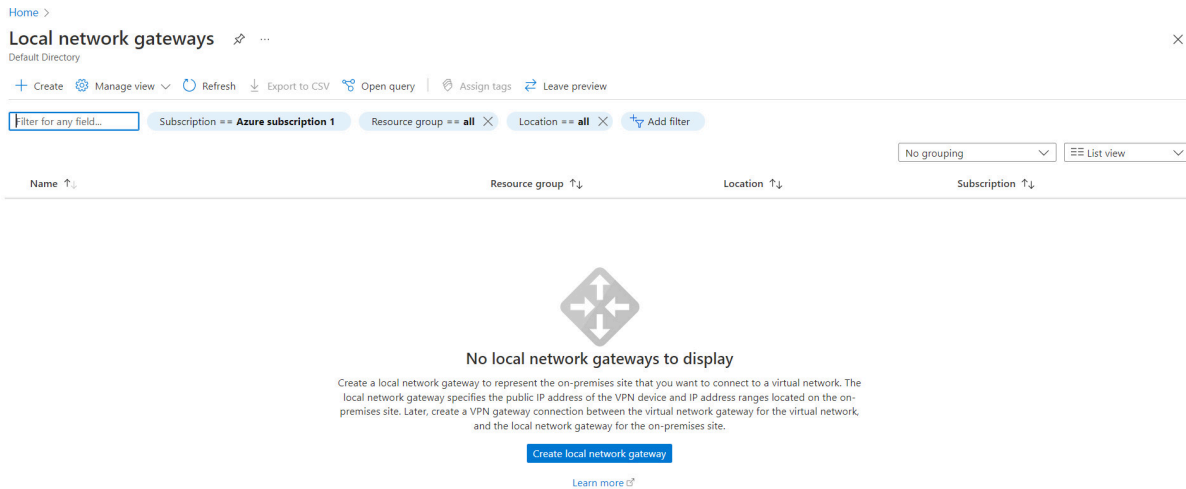 Home
Local network gateways
Default Directory
Create Manage view Refresh Export to CSV Open query Assign tags Leave preview
Filter for any field... Subscription == Azure subscription 1 Resource group == all Location == all Add filter
No grouping List view
Name Resource group Location Subscription
No local network gateways to display
Create a local network gateway to represent the on-premises site that you want to connect to a virtual network. The
local network gateway specifies the public IP address of the VPN device and IP address ranges located on the on-
premises site. Later, create a VPN gateway connection between the virtual network gateway for the virtual network,
and the local network gateway for the on-premises site.
Create local network gateway
Learn more